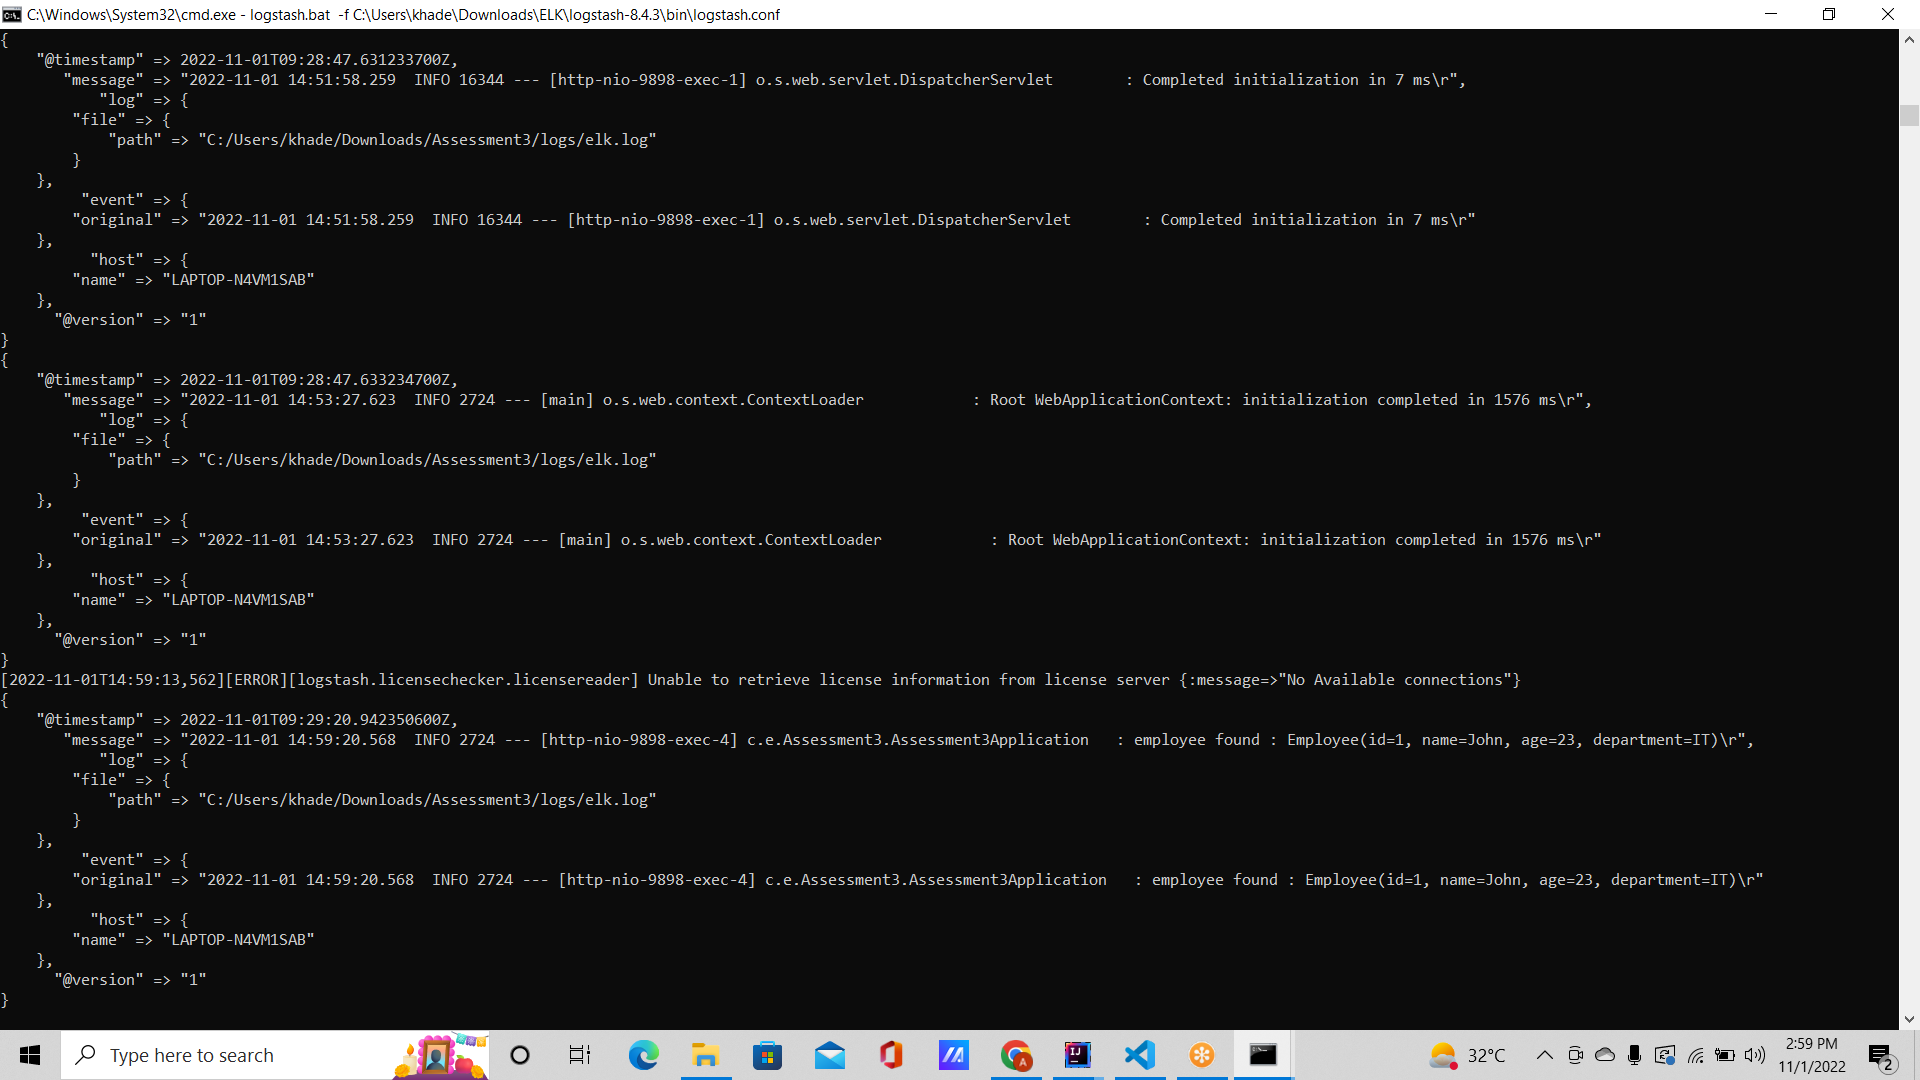 C:\Windows\System32\cmd.exe - logstash.bat  -f C:\Users\khade\Downloads\ELK\logstash-8.4.3\bin\logstash.conf
{
    "@timestamp" => 2022-11-01T09:28:47.631233700Z,
       "message" => "2022-11-01 14:51:58.259  INFO 16344 --- [http-nio-9898-exec-1] o.s.web.servlet.DispatcherServlet        : Completed initialization in 7 ms\r",
           "log" => {
        "file" => {
            "path" => "C:/Users/khade/Downloads/Assessment3/logs/elk.log"
        }
    },
         "event" => {
        "original" => "2022-11-01 14:51:58.259  INFO 16344 --- [http-nio-9898-exec-1] o.s.web.servlet.DispatcherServlet        : Completed initialization in 7 ms\r"
    },
          "host" => {
        "name" => "LAPTOP-N4VM1SAB"
    },
      "@version" => "1"
}
{
    "@timestamp" => 2022-11-01T09:28:47.633234700Z,
       "message" => "2022-11-01 14:53:27.623  INFO 2724 --- [main] o.s.web.context.ContextLoader            : Root WebApplicationContext: initialization completed in 1576 ms\r",
           "log" => {
        "file" => {
            "path" => "C:/Users/khade/Downloads/Assessment3/logs/elk.log"
        }
    },
         "event" => {
        "original" => "2022-11-01 14:53:27.623  INFO 2724 --- [main] o.s.web.context.ContextLoader            : Root WebApplicationContext: initialization completed in 1576 ms\r"
    },
          "host" => {
        "name" => "LAPTOP-N4VM1SAB"
    },
      "@version" => "1"
}
[2022-11-01T14:59:13,562][ERROR][logstash.licensechecker.licensereader] Unable to retrieve license information from license server {:message=>"No Available connections"}
{
    "@timestamp" => 2022-11-01T09:29:20.942350600Z,
       "message" => "2022-11-01 14:59:20.568  INFO 2724 --- [http-nio-9898-exec-4] c.e.Assessment3.Assessment3Application   : employee found : Employee(id=1, name=John, age=23, department=IT)\r",
           "log" => {
        "file" => {
            "path" => "C:/Users/khade/Downloads/Assessment3/logs/elk.log"
        }
    },
         "event" => {
        "original" => "2022-11-01 14:59:20.568  INFO 2724 --- [http-nio-9898-exec-4] c.e.Assessment3.Assessment3Application   : employee found : Employee(id=1, name=John, age=23, department=IT)\r"
    },
          "host" => {
        "name" => "LAPTOP-N4VM1SAB"
    },
      "@version" => "1"
}
Type here to search
A
IJ
32°C
2:59 PM
11/1/2022
2